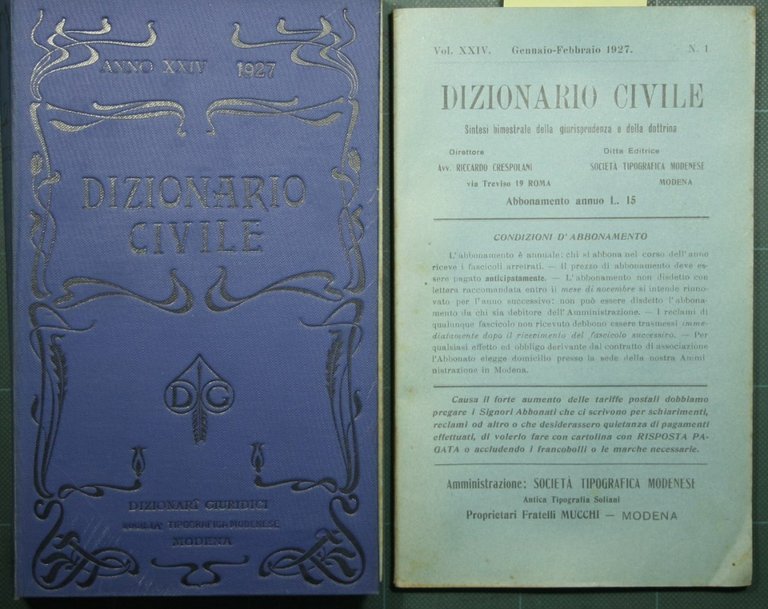 ANNO XXIV 1927
DIZIONARIO
CIVILE
D G
DIZIONARÎ GIURIDICI
SOCIETÀ TIPOGRAFICA MODENESE
MODENA
Vol. XXIV. Gennaio-Febbraio 1927. N. 1
DIZIONARIO CIVILE
Sintesi bimestrale della giurisprudenza e della dottrina
Direttore Ditta Editrice
Avv. RICCARDO CRESPOLANI SOCIETÀ TIPOGRAFICA MODENESE
via Treviso 19 ROMA MODENA
Abbonamento annuo L. 15
CONDIZIONI D'ABBONAMENTO
L'abbonamento è annuale: chi si abbona nel corso dell'anno
riceve i fascicoli arretrati. — Il prezzo di abbonamento deve es-
sere pagato anticipatamente. — L'abbonamento non disdetto con
lettera raccomandata entro il mese di novembre si intende rinno-
vato per l'anno successivo: non può essere disdetto l'abbona-
mento da chi sia debitore dell'Amministrazione. — I reclami di
qualunque fascicolo non ricevuto debbono essere trasmessi imme-
diatamente dopo il ricevimento del fascicolo successivo. — Per
qualsiasi effetto ed obbligo derivante dal contratto di associazione
l'Abbonato elegge domicilio presso la sede della nostra Ammi
nistrazione in Modena.
Causa il forte aumento delle tariffe postali dobbiamo
pregare i Signori Abbonati che ci scrivono per schiarimenti,
reclami od altro o che desiderassero quietanza di pagamenti
effettuati, di volerlo fare con cartolina con RISPOSTA PA-
GATA o accludendo i francobolli o le marche necessarie.
Amministrazione: SOCIETÀ TIPOGRAFICA MODENESE
Antica Tipografia Soliani
Proprietari Fratelli MUCCHI — MODENA